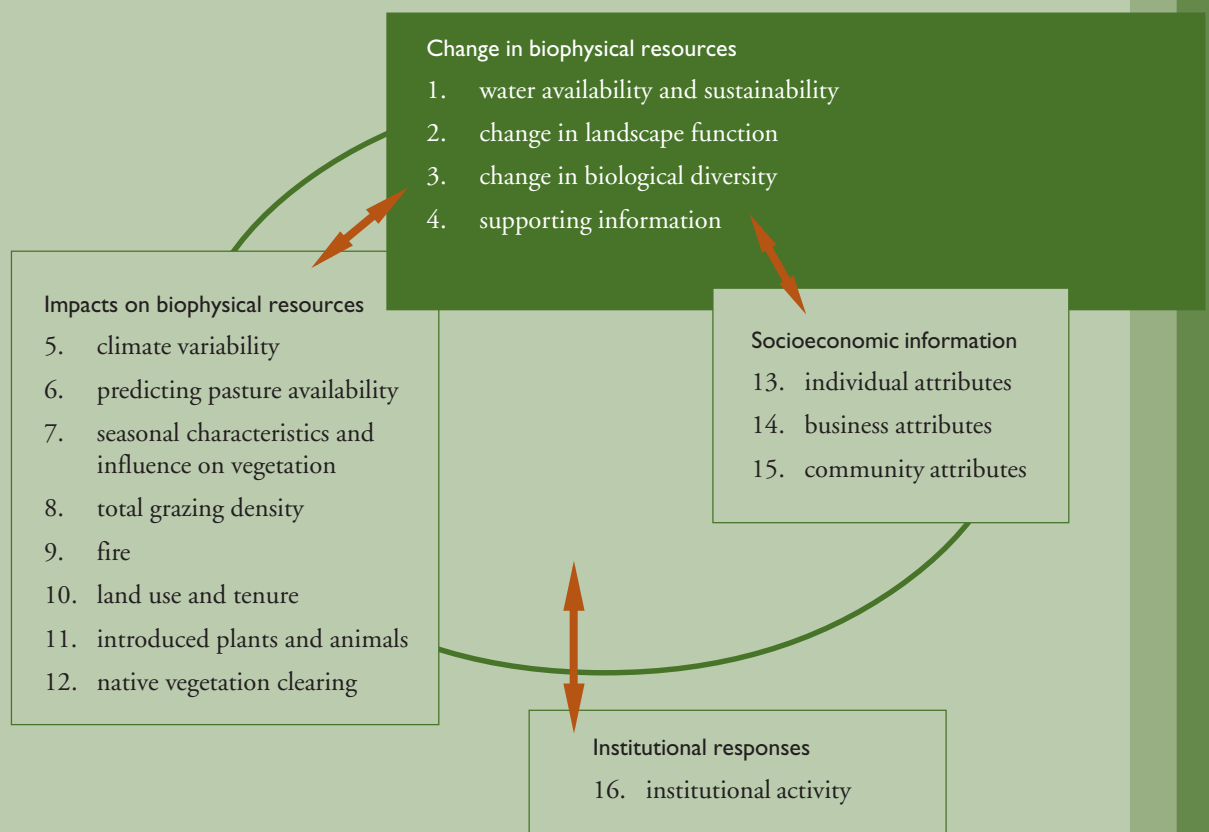 Change in biophysical resources
1. water availability and sustainability
2. change in landscape function
3. change in biological diversity
4. supporting information
Impacts on biophysical resources
5. climate variability
6. predicting pasture availability
7. seasonal characteristics and
influence on vegetation
8. total grazing density
9. fire
10. land use and tenure
11. introduced plants and animals
12. native vegetation clearing
Socioeconomic information
13. individual attributes
14. business attributes
15. community attributes
Institutional responses
16. institutional activity